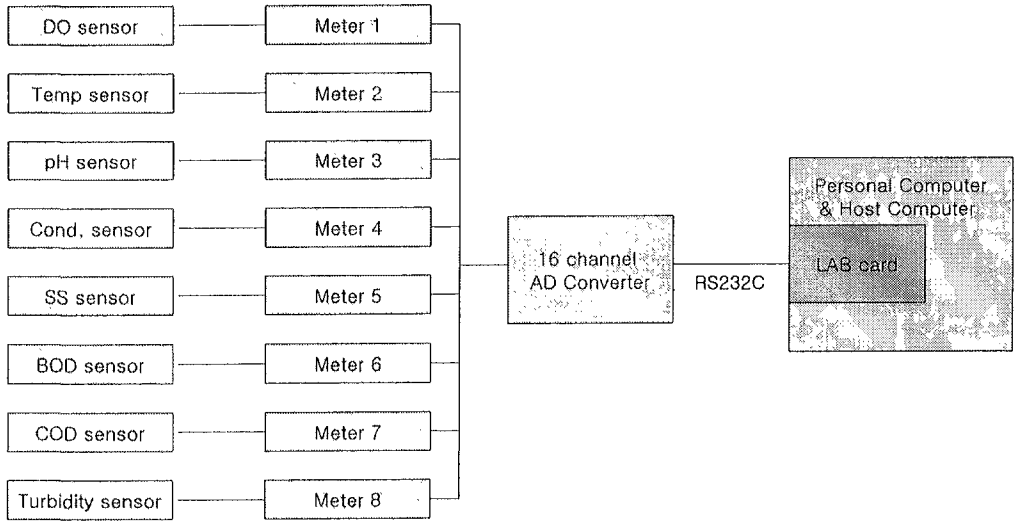 DO sensor
Meter 1
Temp sensor
Meter 2
pH sensor
Meter 3
Cond, sensor
Meter 4
SS sensor
Meter 5
BOD sensor
Meter 6
COD sensor
Meter 7
Turbidity sensor
Meter 8
16 channel
AD Converter
RS232C
Personal Computer
& Host Computer
LAB card